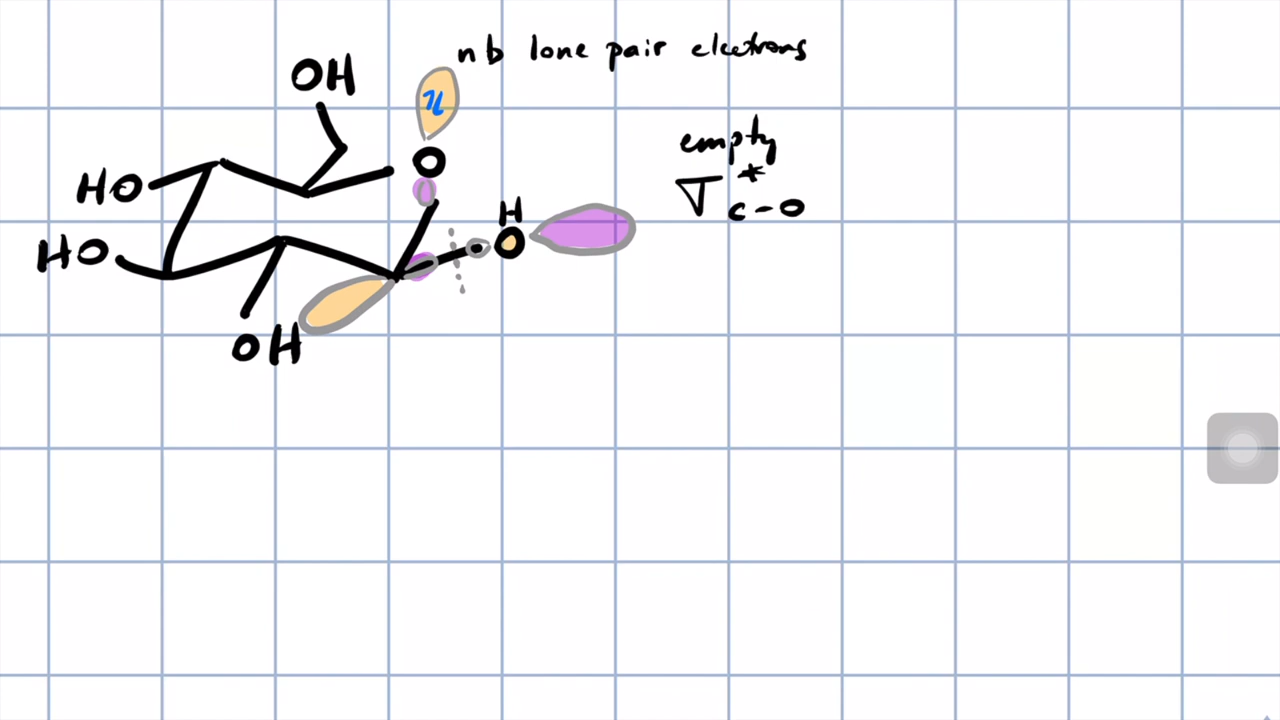 nb lone pair electrons
OH
n
empty
O
σ*C-O
HO
H
O
HO
OH